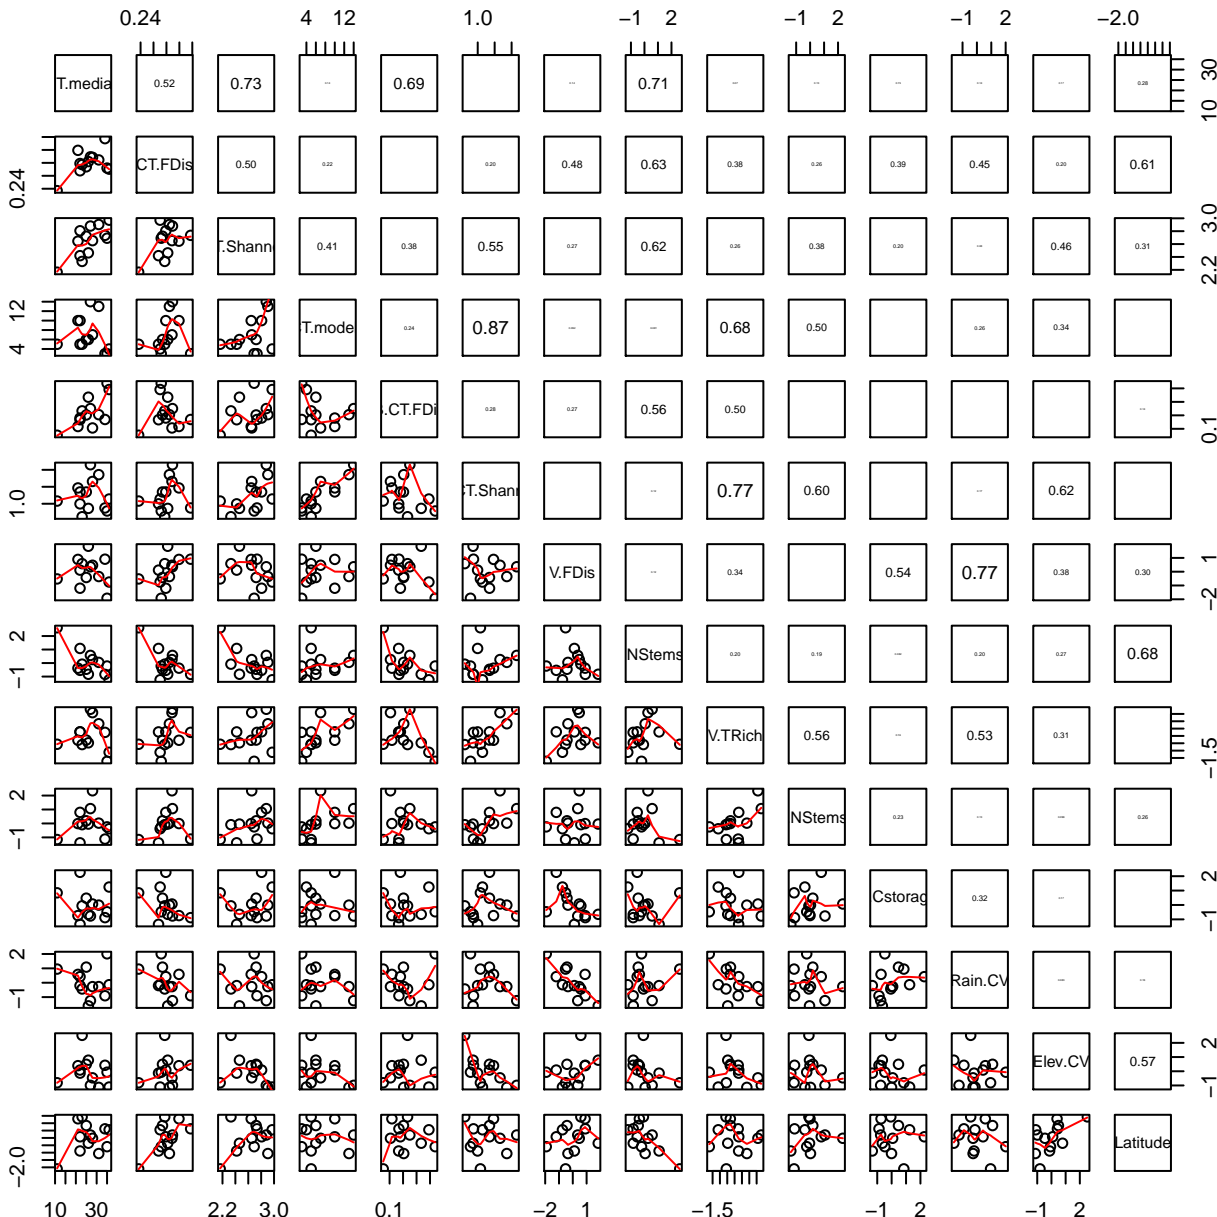 0.24 4 12 1.0 −1 2 −1 2 −1 2 −2.0
T.media 0.52 0.73 0.69 0.71 0.28 10 30
0.24 CT.FDis 0.50 0.22 0.20 0.48 0.63 0.38 0.26 0.39 0.45 0.20 0.61
T.Shann 0.41 0.38 0.55 0.27 0.62 0.26 0.38 0.20 0.46 0.31 2.2 3.0
4 12 T.mode 0.24 0.87 0.68 0.50 0.26 0.34
.CT.FDi 0.28 0.27 0.56 0.50 0.1
1.0 CT.Shann 0.77 0.60 0.62
V.FDis 0.34 0.54 0.77 0.38 0.30 −2 1
−1 2 NStems 0.20 0.19 0.20 0.27 0.68
V.TRich 0.56 0.53 0.31 −1.5
−1 2 NStems 0.23 0.26
Cstorag 0.32 −1 2
−1 2 Rain.CV
Elev.CV 0.57 −1 2
−2.0 Latitude
10 30 2.2 3.0 0.1 −2 1 −1.5 −1 2 −1 2